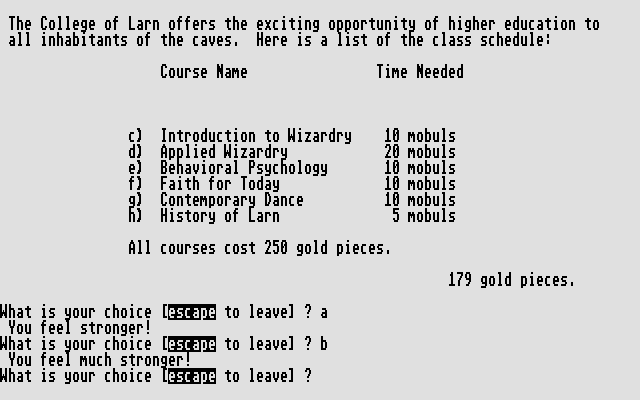 The College of Larn offers the exciting opportunity of higher education to
all inhabitants of the caves.  Here is a list of the class schedule:
Course Name                Time Needed
c)  Introduction to Wizardry    10 mobuls
d)  Applied Wizardry            20 mobuls
e)  Behavioral Psychology       10 mobuls
f)  Faith for Today             10 mobuls
g)  Contemporary Dance          10 mobuls
h)  History of Larn              5 mobuls
All courses cost 250 gold pieces.
179 gold pieces.
What is your choice [escape to leave] ? a
You feel stronger!
What is your choice [escape to leave] ? b
You feel much stronger!
What is your choice [escape to leave] ?